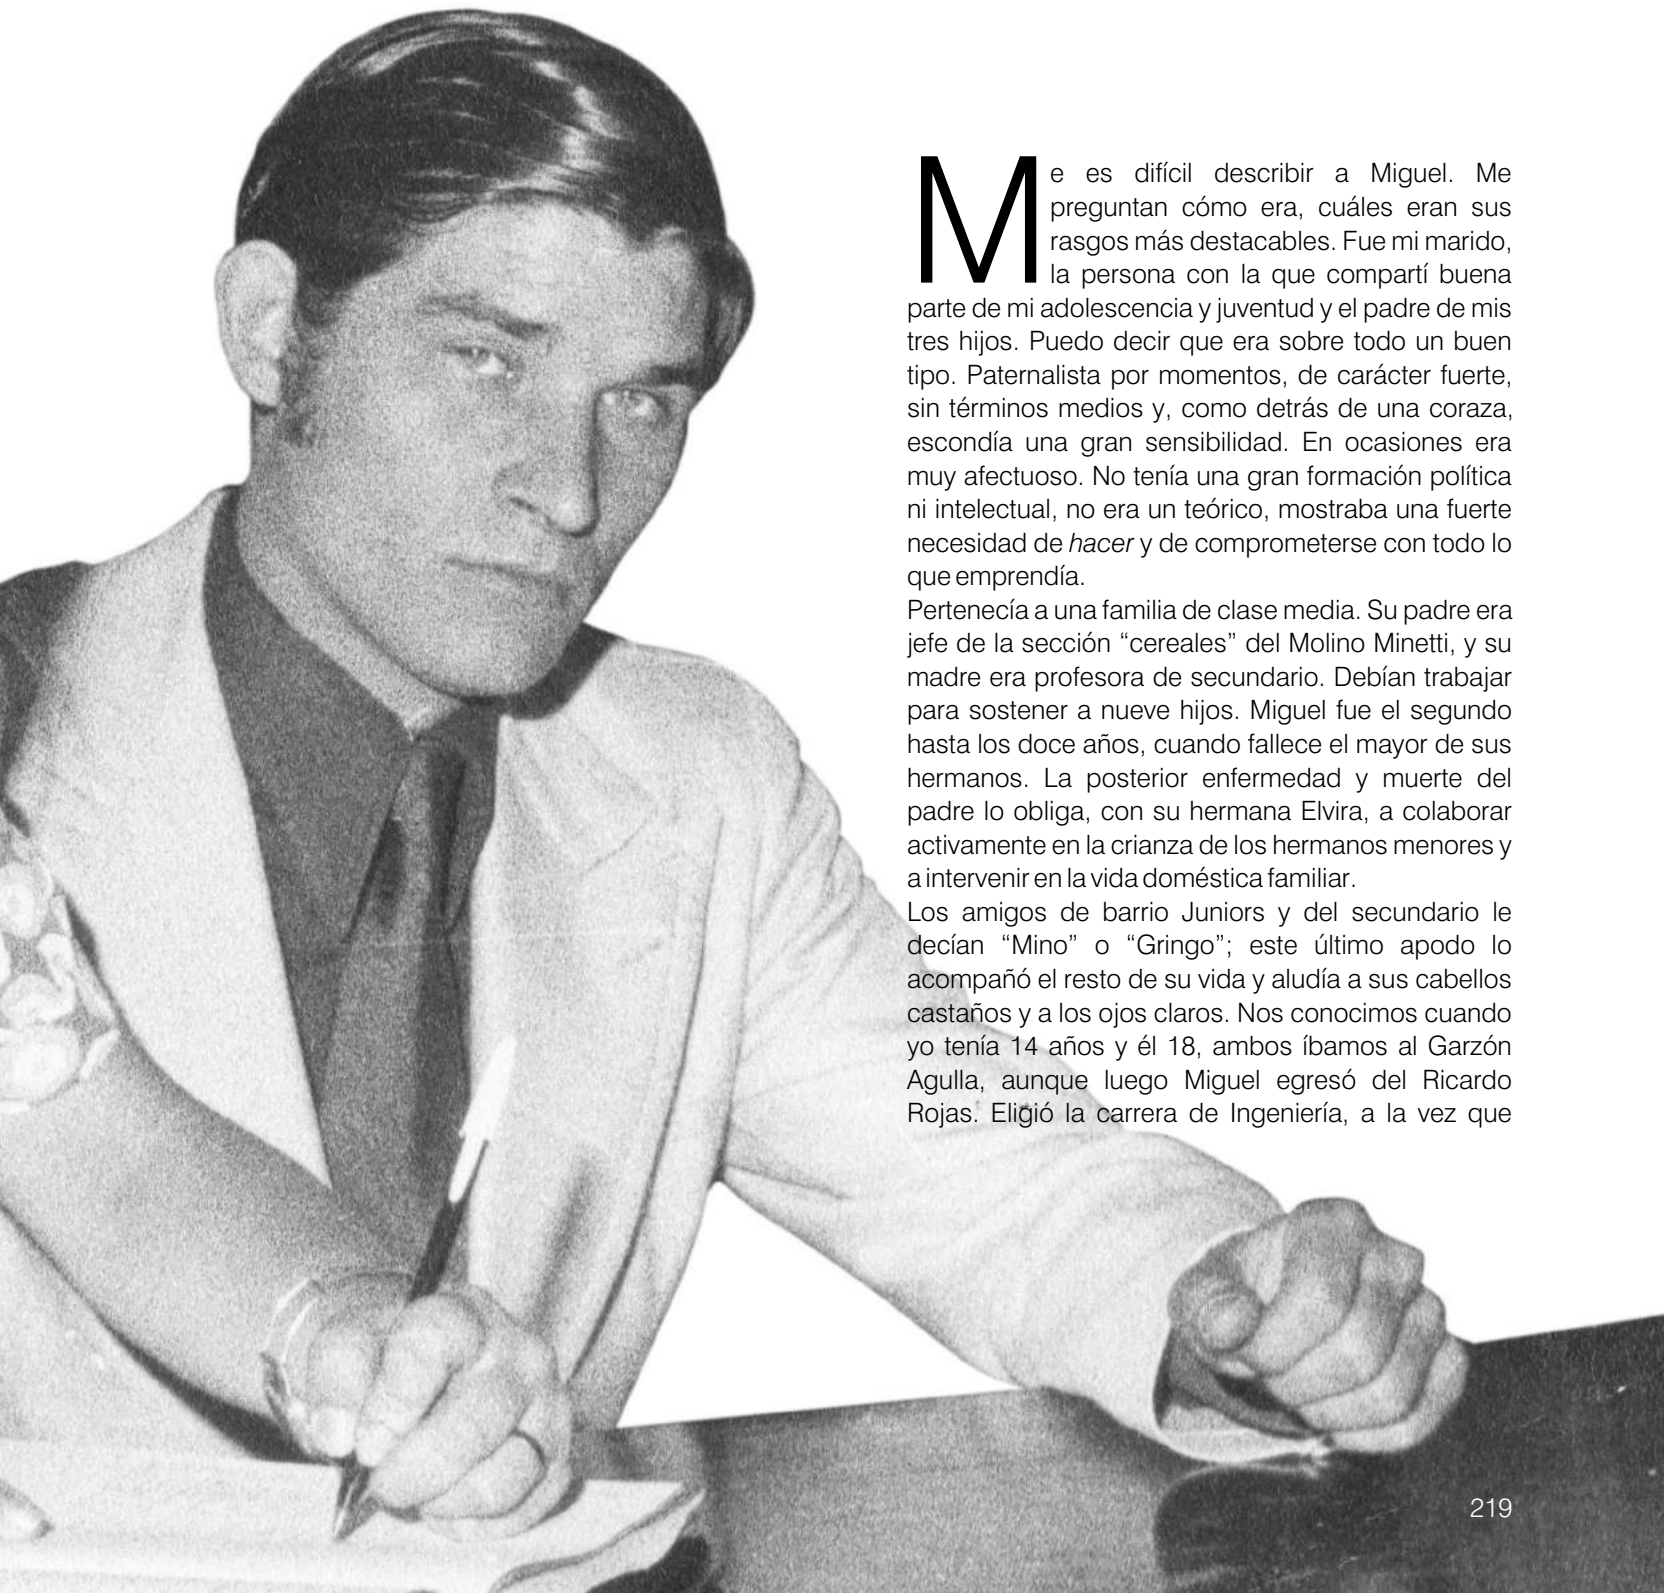 Me es difícil describir a Miguel. Me
preguntan cómo era, cuáles eran sus
rasgos más destacables. Fue mi marido,
la persona con la que compartí buena
parte de mi adolescencia y juventud y el padre de mis
tres hijos. Puedo decir que era sobre todo un buen
tipo. Paternalista por momentos, de carácter fuerte,
sin términos medios y, como detrás de una coraza,
escondía una gran sensibilidad. En ocasiones era
muy afectuoso. No tenía una gran formación política
ni intelectual, no era un teórico, mostraba una fuerte
necesidad de hacer y de comprometerse con todo lo
que emprendía.
Pertenecía a una familia de clase media. Su padre era
jefe de la sección “cereales” del Molino Minetti, y su
madre era profesora de secundario. Debían trabajar
para sostener a nueve hijos. Miguel fue el segundo
hasta los doce años, cuando fallece el mayor de sus
hermanos. La posterior enfermedad y muerte del
padre lo obliga, con su hermana Elvira, a colaborar
activamente en la crianza de los hermanos menores y
a intervenir en la vida doméstica familiar.
Los amigos de barrio Juniors y del secundario le
decían “Mino” o “Gringo”; este último apodo lo
acompañó el resto de su vida y aludía a sus cabellos
castaños y a los ojos claros. Nos conocimos cuando
yo tenía 14 años y él 18, ambos íbamos al Garzón
Agulla, aunque luego Miguel egresó del Ricardo
Rojas. Eligió la carrera de Ingeniería, a la vez que
219